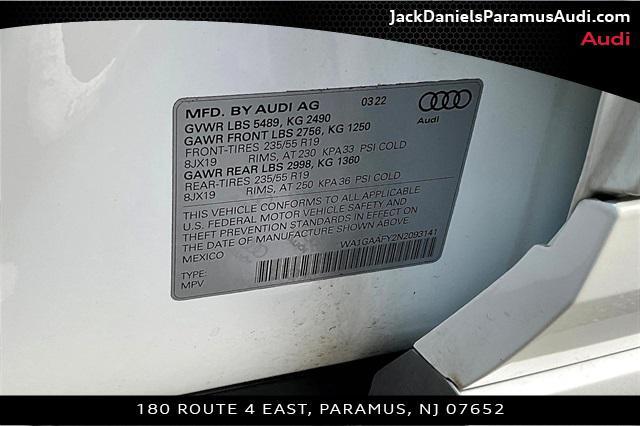 JackDanielsParamusAudi.com
Audi
MFD. BY AUDI AG 03 22
GVWR LBS 5489, KG 2490
GAWR FRONT LBS 2756, KG 1250
FRONT-TIRES 235/55 R19
8JX19 RIMS, AT 230 KPA 33 PSI COLD
GAWR REAR LBS 2998, KG 1360
REAR-TIRES 235/55 R19
8JX19 RIMS, AT 250 KPA 36 PSI COLD
Audi
THIS VEHICLE CONFORMS TO ALL APPLICABLE
U.S. FEDERAL MOTOR VEHICLE SAFETY AND
THEFT PREVENTION STANDARDS IN EFFECT ON
THE DATE OF MANUFACTURE SHOWN ABOVE.
MEXICO WA1GAAFY2N2093141
TYPE:
MPV
180 ROUTE 4 EAST, PARAMUS, NJ 07652